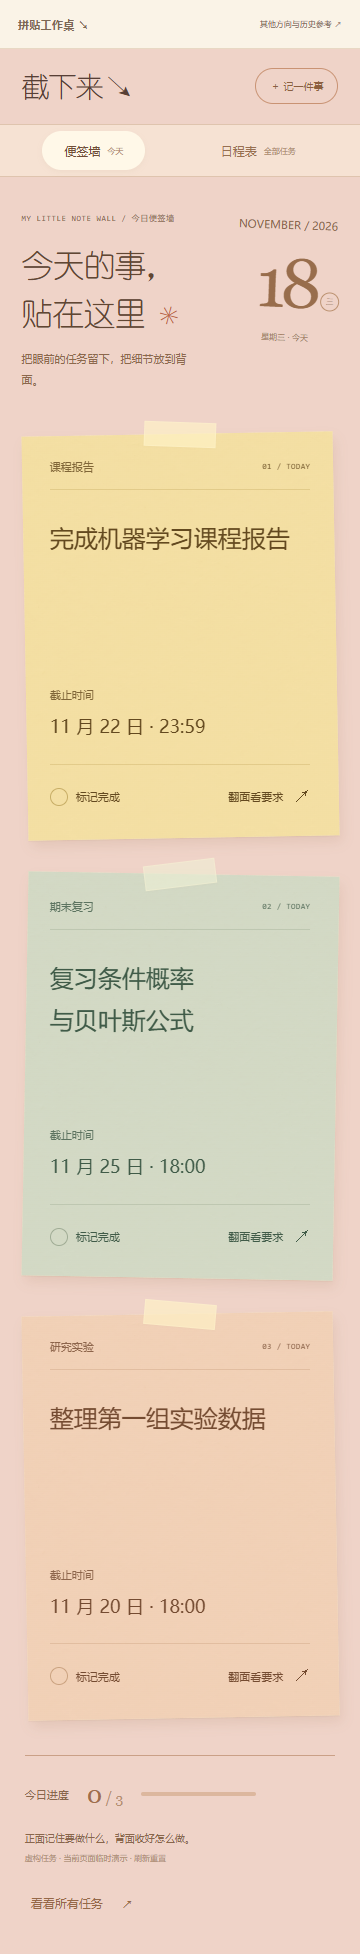 拼贴工作桌 ↘
其他方向与历史参考 ↗
截下来↘
+ 记一件事
便签墙 今天
日程表 全部任务
MY LITTLE NOTE WALL / 今日便签墙
NOVEMBER / 2026
今天的事，
贴在这里
18
星期三 · 今天
把眼前的任务留下，把细节放到背
面。
课程报告
01 / TODAY
完成机器学习课程报告
截止时间
11 月 22 日 · 23:59
标记完成
翻面看要求 ↗
期末复习
02 / TODAY
复习条件概率
与贝叶斯公式
截止时间
11 月 25 日 · 18:00
标记完成
翻面看要求 ↗
研究实验
03 / TODAY
整理第一组实验数据
截止时间
11 月 20 日 · 18:00
标记完成
翻面看要求 ↗
今日进度 0 / 3
正面记住要做什么，背面收好怎么做。
虚构任务 · 当前页面临时演示 · 刷新重置
看看所有任务 ↗